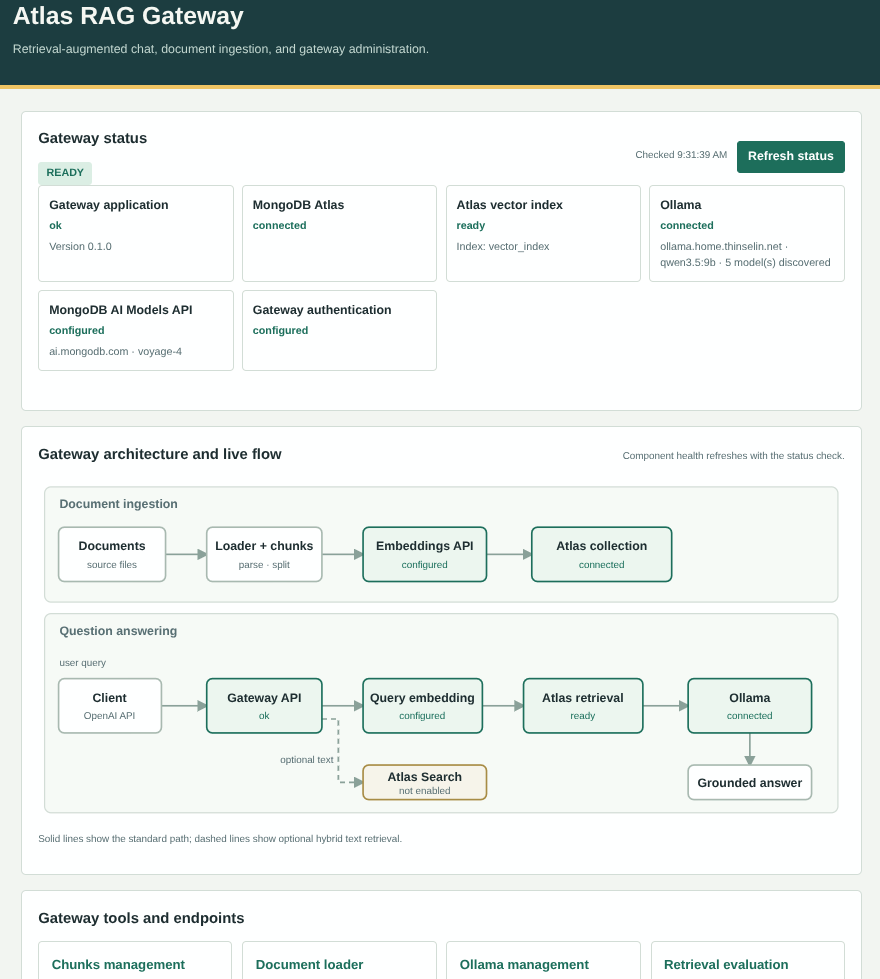 Atlas RAG Gateway
Retrieval-augmented chat, document ingestion, and gateway administration.
Gateway status
Checked 9:31:39 AM
Refresh status
READY
Gateway application
ok
Version 0.1.0
MongoDB Atlas
connected
Atlas vector index
ready
Index: vector_index
Ollama
connected
ollama.home.thinselin.net ·
qwen3.5:9b · 5 model(s) discovered
MongoDB AI Models API
configured
ai.mongodb.com · voyage-4
Gateway authentication
configured
Gateway architecture and live flow
Component health refreshes with the status check.
Document ingestion
Documents
source files
Loader + chunks
parse · split
Embeddings API
configured
Atlas collection
connected
Question answering
user query
Client
OpenAI API
Gateway API
ok
Query embedding
configured
Atlas retrieval
ready
Ollama
connected
optional text
Atlas Search
not enabled
Grounded answer
Solid lines show the standard path; dashed lines show optional hybrid text retrieval.
Gateway tools and endpoints
Chunks management
Document loader
Ollama management
Retrieval evaluation